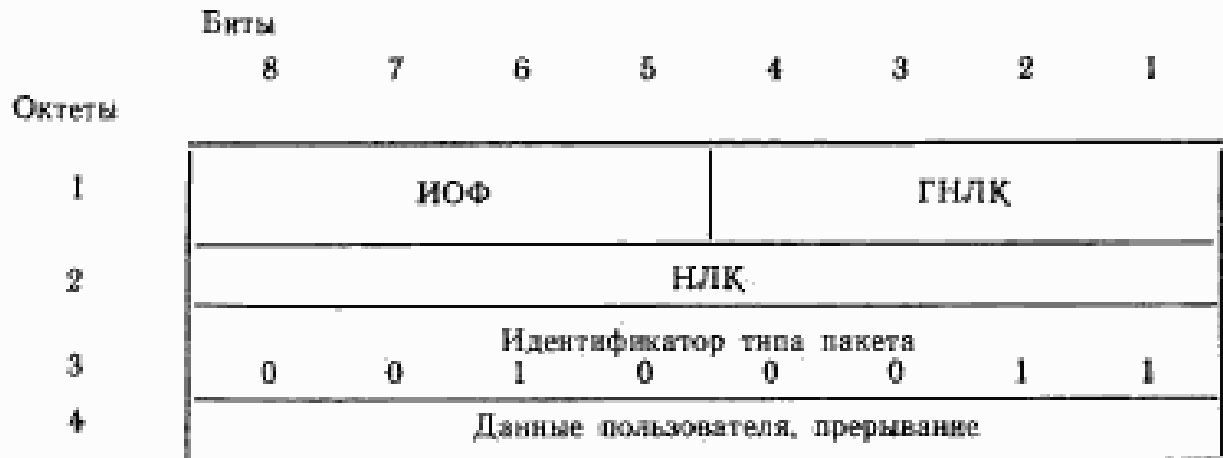 Биты
8 7 6 5 4 3 2 1
Октеты
1 ИОФ ГНЛК
2 НЛК
Идентификатор типа пакета
3 0 0 1 0 0 0 1 1
4 Данные пользователя, прерывание